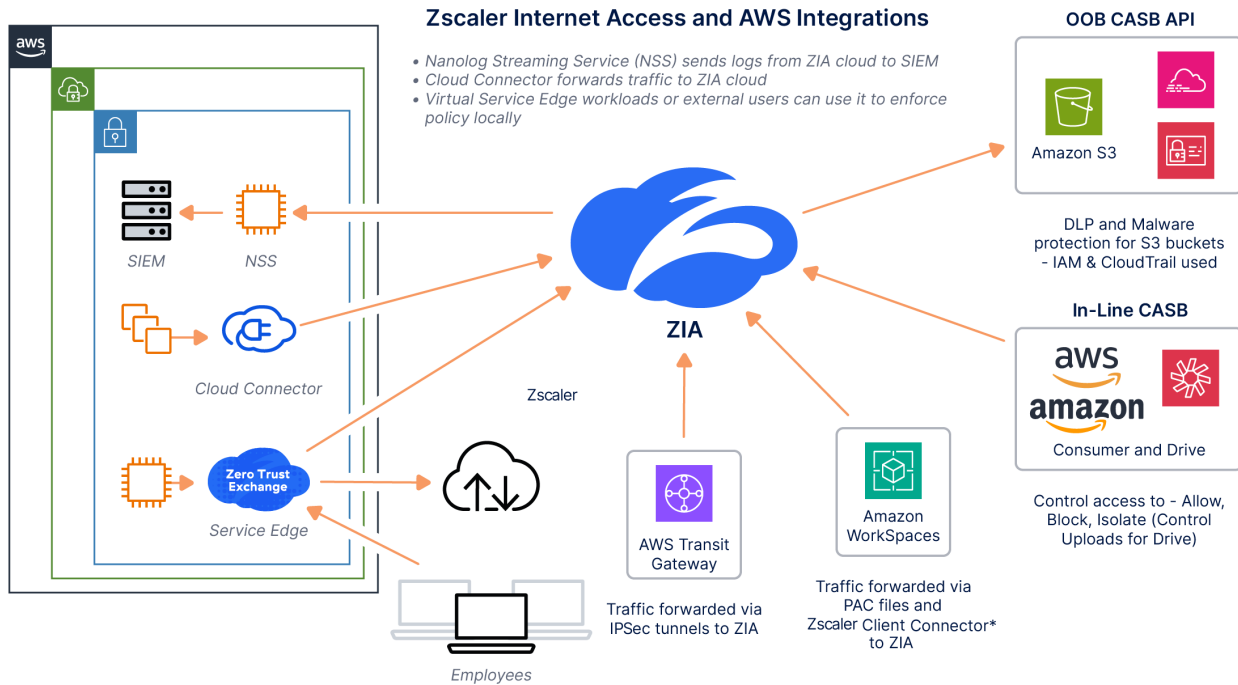 Zscaler Internet Access and AWS Integrations
• Nanolog Streaming Service (NSS) sends logs from ZIA cloud to SIEM
• Cloud Connector forwards traffic to ZIA cloud
• Virtual Service Edge workloads or external users can use it to enforce
policy locally
aws
SIEM
NSS
Cloud Connector
Zero Trust
Exchange
Service Edge
Employees
ZIA
Zscaler
AWS Transit
Gateway
Traffic forwarded via
IPSec tunnels to ZIA
Amazon
WorkSpaces
Traffic forwarded via
PAC files and
Zscaler Client Connector*
to ZIA
OOB CASB API
Amazon S3
DLP and Malware
protection for S3 buckets
- IAM & CloudTrail used
In-Line CASB
aws
amazon
Consumer and Drive
Control access to - Allow,
Block, Isolate (Control
Uploads for Drive)